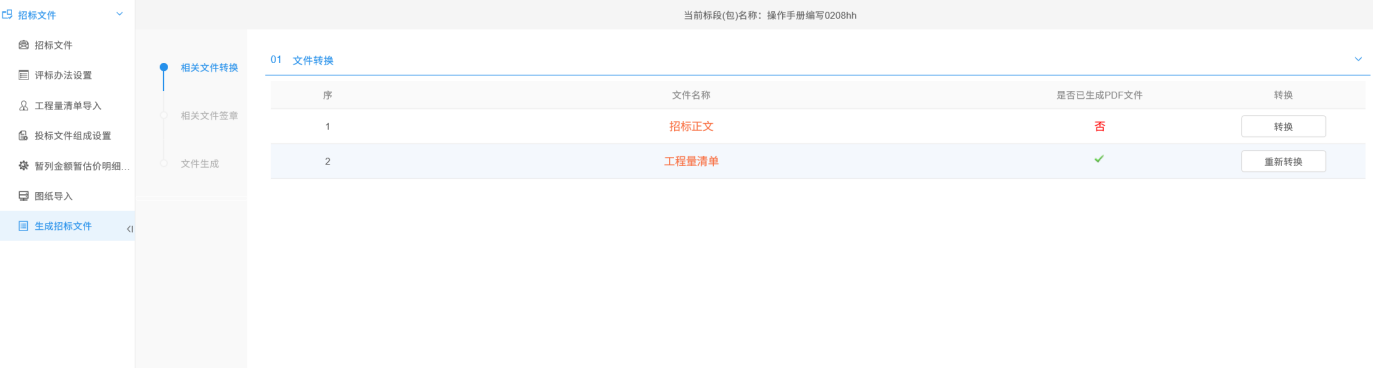 招标文件
招标文件
评标办法设置
工程量清单导入
投标文件组成设置
暂列金额暂估价明细...
图纸导入
生成招标文件
当前标段(包)名称：操作手册编写0208hh
相关文件转换
相关文件签章
文件生成
01 文件转换
序 文件名称 是否已生成PDF文件 转换
1 招标正文 否 转换
2 工程量清单 重新转换